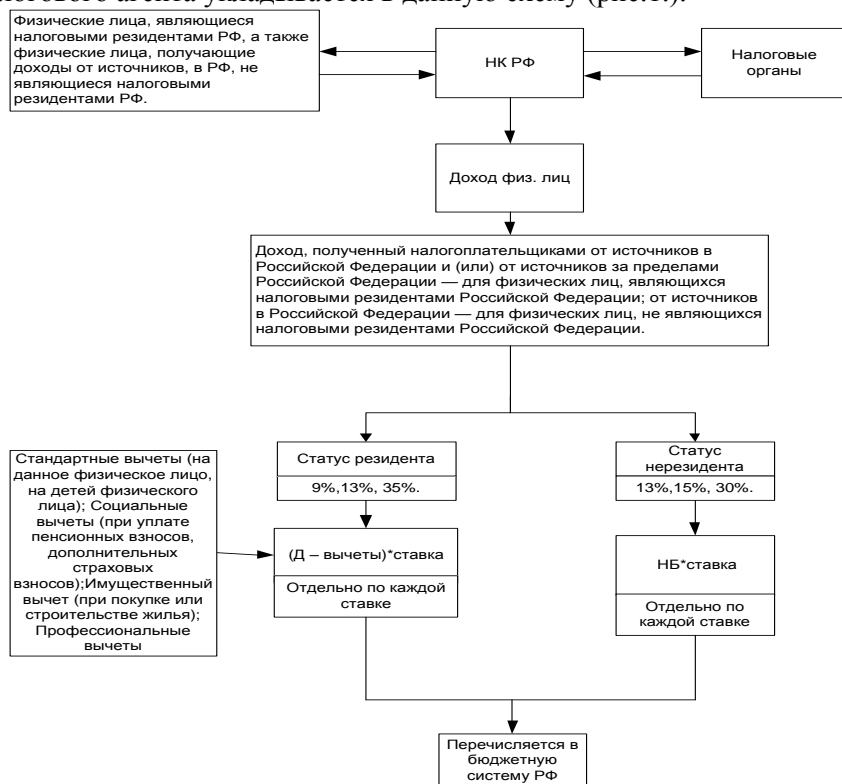 агента укладывается в данную схему (рис.1.).
Физические лица, являющиеся
налоговыми резидентами РФ, а также
физические лица, получающие
доходы от источников, в РФ, не
являющиеся налоговыми
резидентами РФ.
НК РФ
Налоговые
органы
Доход физ. лиц
Доход, полученный налогоплательщиками от источников в
Российской Федерации и (или) от источников за пределами
Российской Федерации — для физических лиц, являющихся
налоговыми резидентами Российской Федерации; от источников
в Российской Федерации — для физических лиц, не являющихся
налоговыми резидентами Российской Федерации.
Стандартные вычеты (на
данное физическое лицо,
на детей физического
лица); Социальные
вычеты (при уплате
пенсионных взносов,
дополнительных
страховых
взносов);Имущественный
вычет (при покупке или
строительстве жилья);
Профессиональные
вычеты
Статус резидента
9%,13%, 35%.
(Д – вычеты)*ставка
Отдельно по каждой
ставке
Статус
нерезидента
13%,15%, 30%.
НБ*ставка
Отдельно по
каждой ставке
Перечисляется в
бюджетную
систему РФ